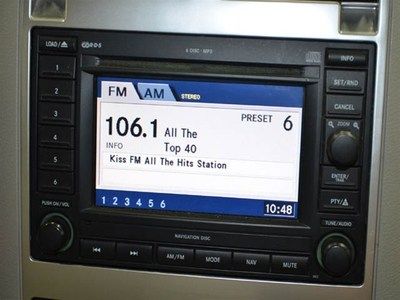 LOAD/⏏ RDS 6 DISC · MP3
INFO
1
2
3
4
5
6
SET/RND
CANCEL
ZOOM
ENTER/
PTY/⚠
FM AM STEREO
PRESET 6
106.1 All The
INFO Top 40
Kiss FM All The Hits Station
1 2 3 4 5 6 10:48
PUSH ON/VOL
TUNE/AUDIO
NAVIGATION DISC
AM/FM MODE NAV MUTE